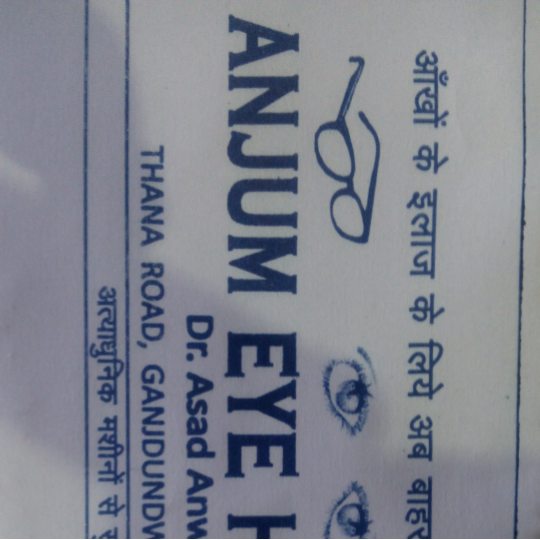 आँखों के इलाज के लिये अब
ANJUM EYE
Dr. Asad
THANA ROAD,
अत्याधुनिक मशीनों से